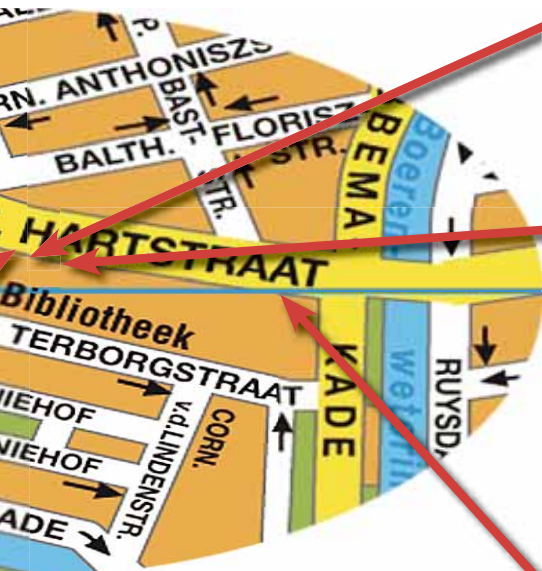 P.
RN. ANTHONISZS
BAST-
STR.
FLORISZ
STR.
BALTH.
BEMA
Boeren
HARTSTRAAT
Bibliotheek
TERBORGSTRAAT
KADE
wetering
RUYSD
NIEHOF
NIEHOF
v.d.LINDENSTR.
CORN.
ADE